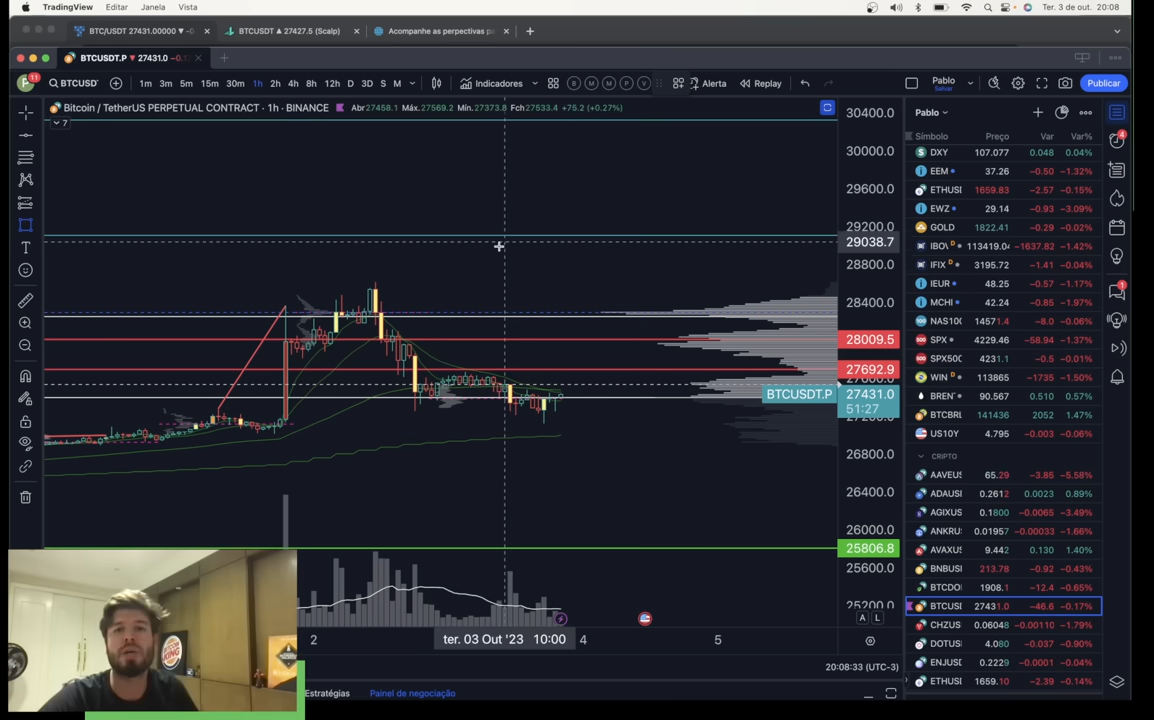 TradingView Editar Janela Vista Ter. 3 de out. 20:08
BTC/USDT 27431.00000 ▼ -0 × BTCUSDT ▲ 27427.5 (Scalp) × Acompanhe as perpectivas pa × +
BTCUSDT.P ▼ 27431.0 −0.1 × +
11 BTCUSD + 1m 3m 5m 15m 30m 1h 2h 4h 8h 12h D 3D S M Indicadores B M M P V Alerta Replay Pablo Salvar Publicar
Bitcoin / TetherUS PERPETUAL CONTRACT · 1h · BINANCE Abr27458.1 Máx.27569.2 Mín.27373.8 Fch27533.4 +75.2 (+0.27%)
7
30400.0
30000.0
29600.0
29200.0
29038.7
28800.0
28400.0
28009.5
27692.9
BTCUSDT.P 27431.0
51:27
26800.0
26400.0
26000.0
25806.8
25600.0
25200.0
A L
2 ter. 03 Out '23 10:00 4 5
20:08:33 (UTC-3)
Estratégias Painel de negociação
Pablo
Símbolo Preço Var Var%
DXY 107.077 0.048 0.04%
EEM 37.26 −0.50 −1.32%
ETHUSI 1659.83 −2.57 −0.15%
EWZ 29.14 −0.93 −3.09%
GOLD 1822.41 −0.29 −0.02%
IBOV D 113419.04 −1637.82 −1.42%
IFIX D 3195.72 −1.41 −0.04%
IEUR 48.25 −0.57 −1.17%
MCHI 42.24 −0.85 −1.97%
NAS100 14571.4 −8.0 −0.06%
SPX 4229.46 −58.94 −1.37%
SPX500 4231.1 −0.5 −0.01%
WIN D 113865 −1735 −1.50%
BREN 90.567 0.510 0.57%
BTCBRL 141436 2052 1.47%
US10Y 4.795 −0.003 −0.06%
CRIPTO
AAVEUS 65.29 −3.85 −5.58%
ADAUSI 0.2612 0.0023 0.89%
AGIXUS 0.1800 −0.0065 −3.49%
ANKRU 0.01957 −0.00033 −1.66%
AVAXUS 9.442 0.130 1.40%
BNBUSI 213.78 −0.92 −0.43%
BTCDO 1908.1 −12.4 −0.65%
BTCUSI 27431.0 −46.6 −0.17%
CHZUS 0.06048 −0.00110 −1.79%
DOTUS 4.080 −0.037 −0.90%
ENJUSI 0.2229 −0.0001 −0.04%
ETHUSI 1659.10 −2.39 −0.14%
4
1
BURGER
KING